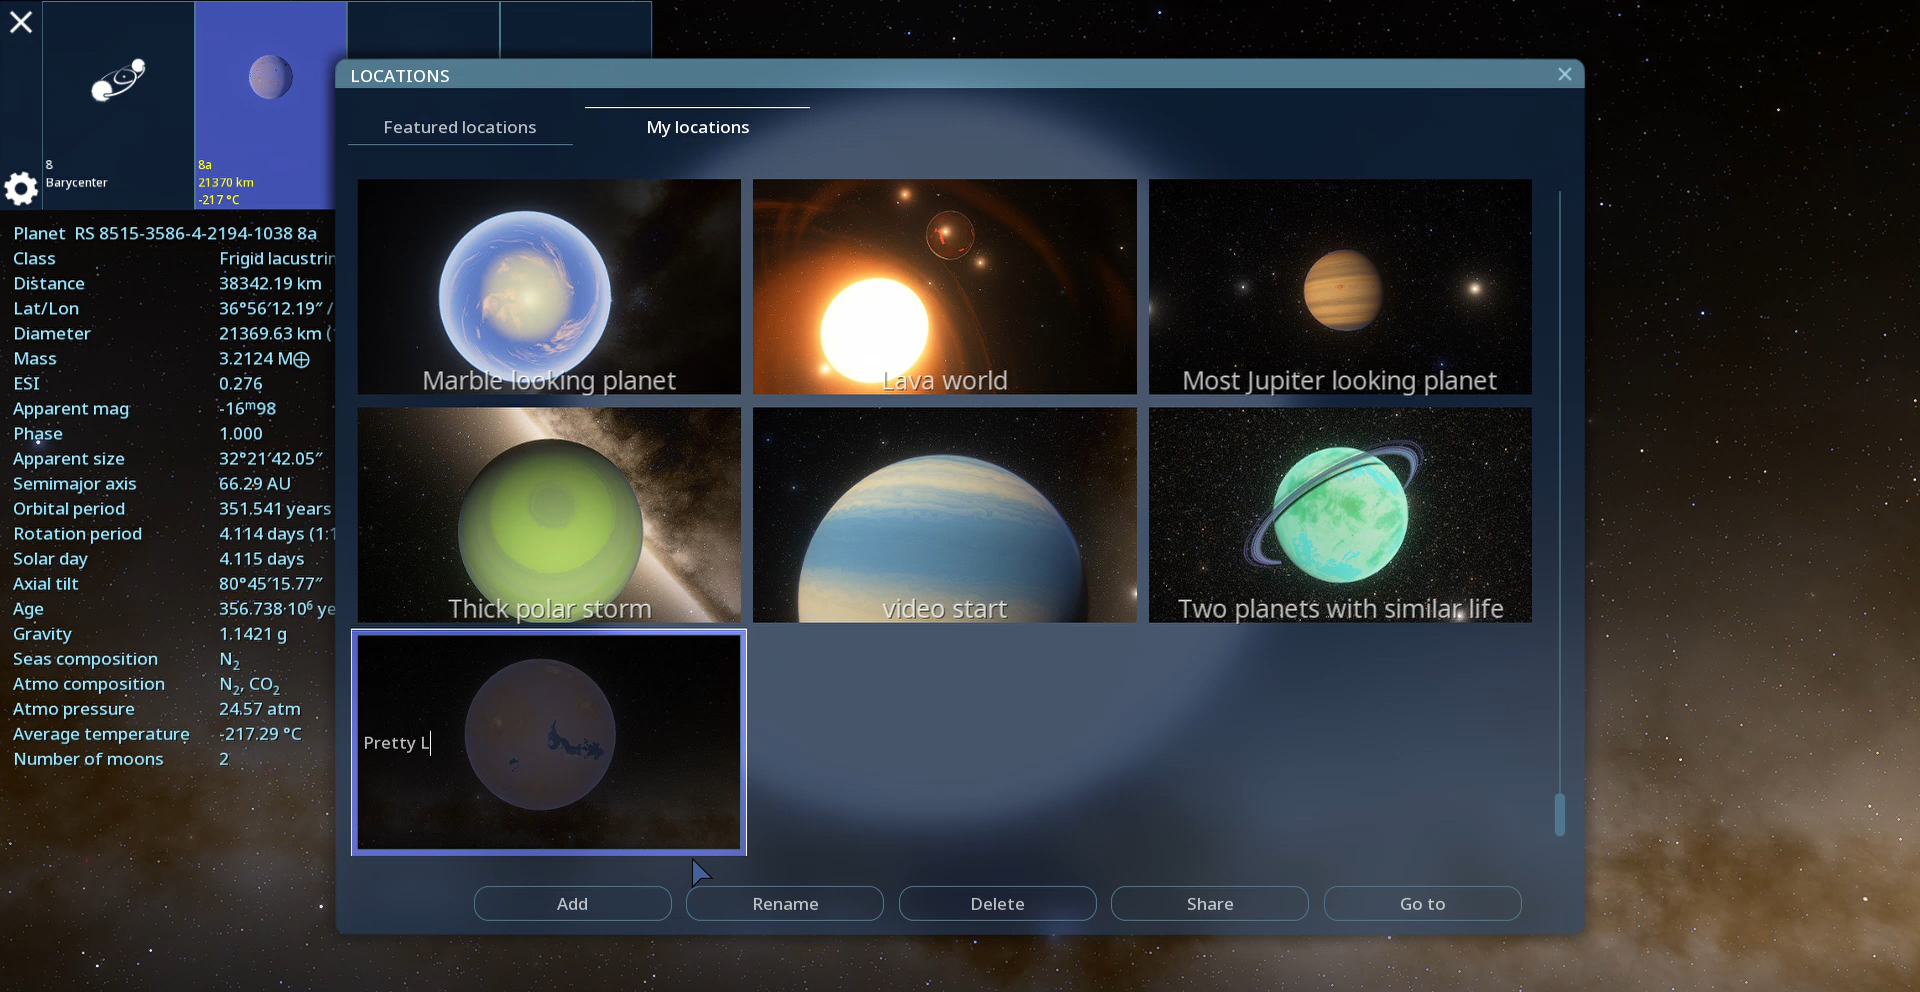 8
Barycenter
8a
21370 km
-217 °C
Planet RS 8515-3586-4-2194-1038 8a
Class Frigid lacustrin
Distance 38342.19 km
Lat/Lon 36°56′12.19″ /
Diameter 21369.63 km (
Mass 3.2124 M⊕
ESI 0.276
Apparent mag -16ᵐ98
Phase 1.000
Apparent size 32°21′42.05″
Semimajor axis 66.29 AU
Orbital period 351.541 years
Rotation period 4.114 days (1:1
Solar day 4.115 days
Axial tilt 80°45′15.77″
Age 356.738·10⁶ ye
Gravity 1.1421 g
Seas composition N₂
Atmo composition N₂, CO₂
Atmo pressure 24.57 atm
Average temperature -217.29 °C
Number of moons 2
LOCATIONS
Featured locations
My locations
Marble looking planet
Lava world
Most Jupiter looking planet
Thick polar storm
video start
Two planets with similar life
Pretty L
Add
Rename
Delete
Share
Go to